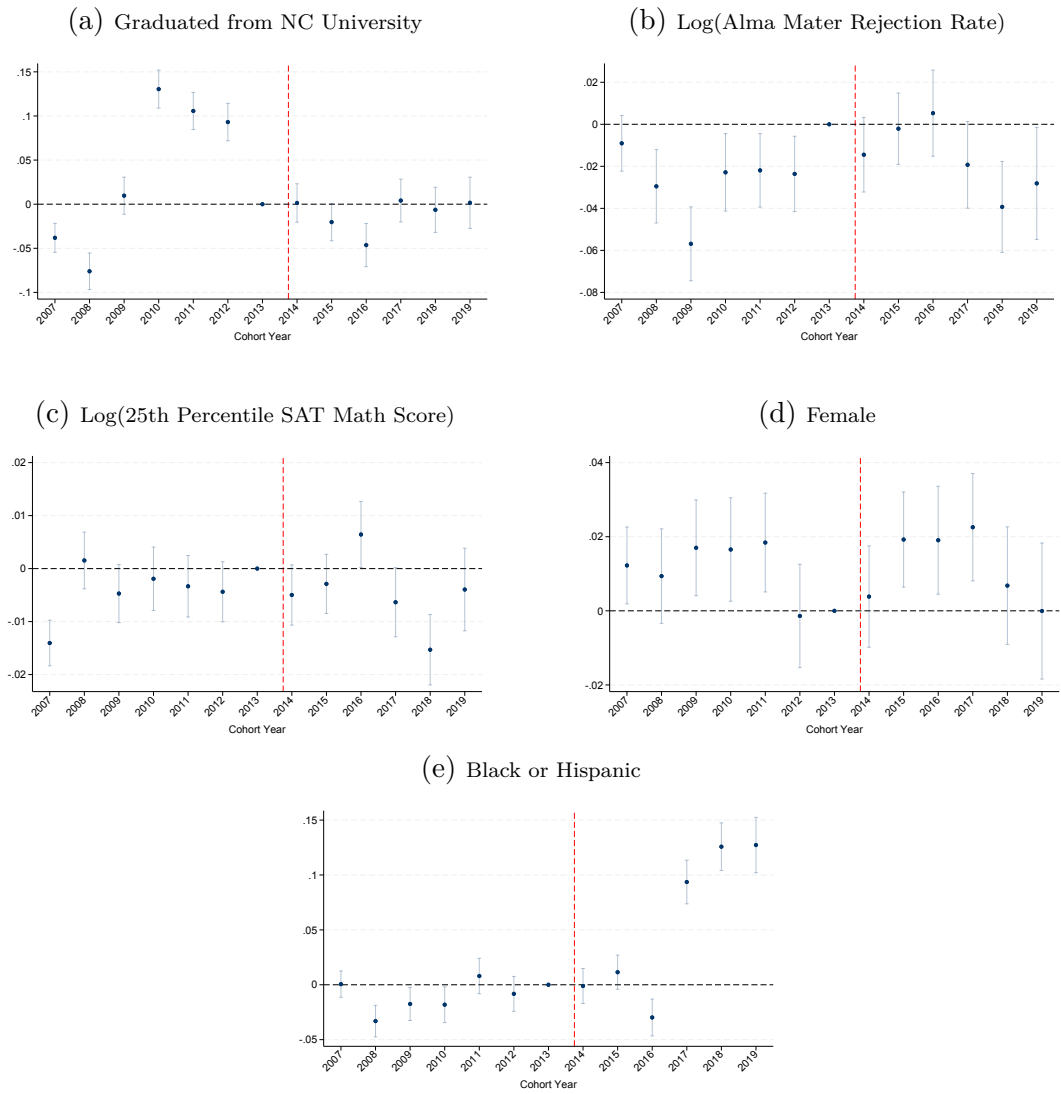 (a) Graduated from NC University
.15
.1
.05
0
-.05
-.1
2007 2008 2009 2010 2011 2012 2013 2014 2015 2016 2017 2018 2019
Cohort Year
(b) Log(Alma Mater Rejection Rate)
.02
0
-.02
-.04
-.06
-.08
2007 2008 2009 2010 2011 2012 2013 2014 2015 2016 2017 2018 2019
Cohort Year
(c) Log(25th Percentile SAT Math Score)
.02
.01
0
-.01
-.02
2007 2008 2009 2010 2011 2012 2013 2014 2015 2016 2017 2018 2019
Cohort Year
(d) Female
.04
.02
0
-.02
2007 2008 2009 2010 2011 2012 2013 2014 2015 2016 2017 2018 2019
Cohort Year
(e) Black or Hispanic
.15
.1
.05
0
-.05
2007 2008 2009 2010 2011 2012 2013 2014 2015 2016 2017 2018 2019
Cohort Year